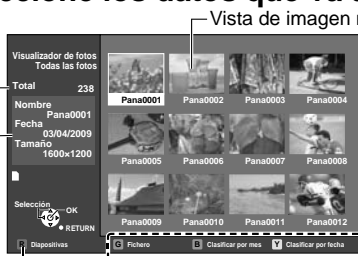 Vista de imagen
Visualizador de fotos
Todas las fotos
Total 238
Nombre
Pana0001
Fecha
03/04/2009
Tamaño
1600×1200
Selección
OK
RETURN
R Diapositivas
Pana0001 Pana0002 Pana0003 Pana0004
Pana0005 Pana0006 Pana0007 Pana0008
Pana0009 Pana0010 Pana0011 Pana0012
G Fichero B Clasificar por mes Y Clasificar por fecha